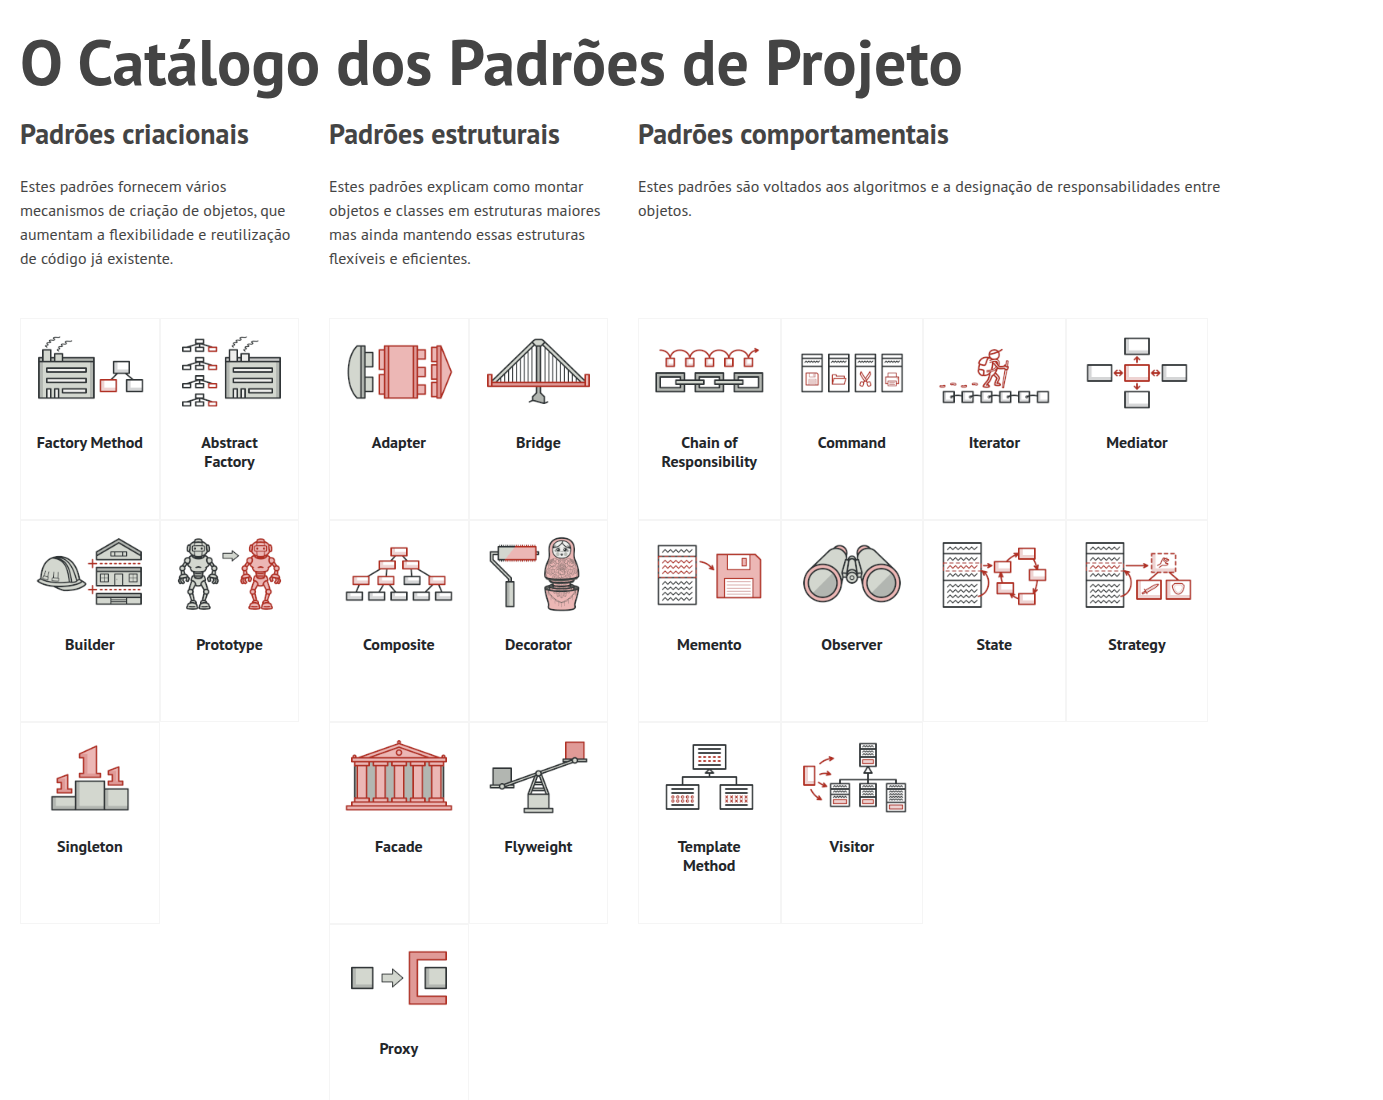 O Catálogo dos Padrões de Projeto
Padrões criacionais
Estes padrões fornecem vários
mecanismos de criação de objetos, que
aumentam a flexibilidade e reutilização
de código já existente.
Factory Method
Abstract
Factory
Builder
Prototype
1
1
1
Singleton
Padrões estruturais
Estes padrões explicam como montar
objetos e classes em estruturas maiores
mas ainda mantendo essas estruturas
flexíveis e eficientes.
Adapter
Bridge
Composite
Decorator
Facade
Flyweight
Proxy
Padrões comportamentais
Estes padrões são voltados aos algoritmos e a designação de responsabilidades entre
objetos.
Chain of
Responsibility
Command
Iterator
Mediator
Memento
Observer
State
Strategy
Template
Method
Visitor